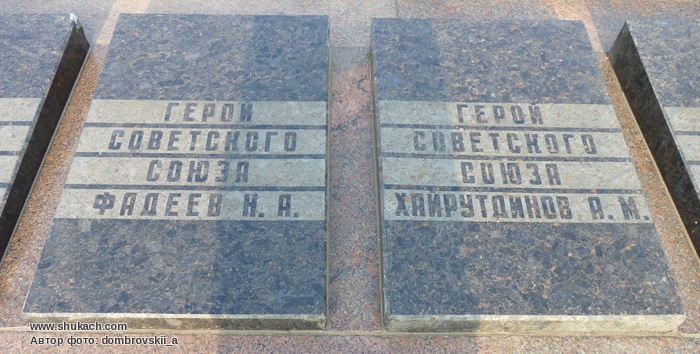 ГЕРОЙ
СОВЕТСКОГО
СОЮЗА
ФАДЕЕВ Н. А.
ГЕРОЙ
СОВЕТСКОГО
СОЮЗА
ХАЙРУТДИНОВ А. М.
www.shukach.com
Автор фото: dombrovskii_a